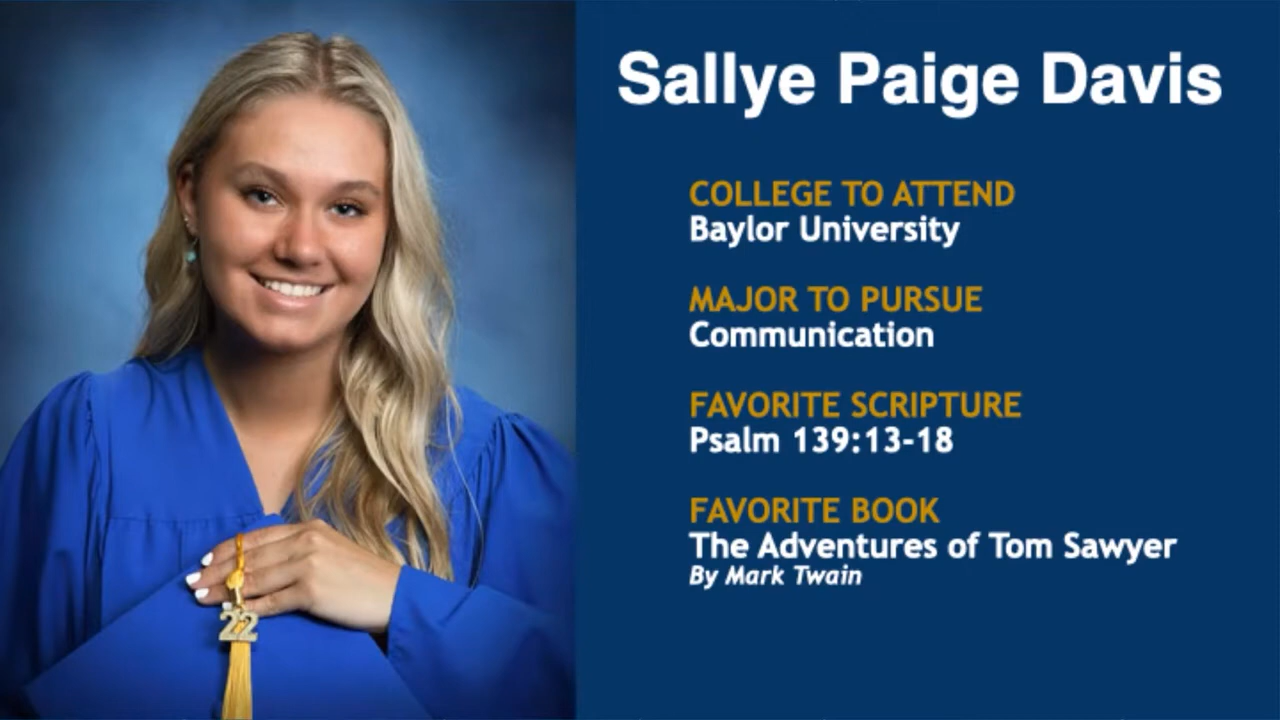 Sallye Paige Davis
COLLEGE TO ATTEND
Baylor University
MAJOR TO PURSUE
Communication
FAVORITE SCRIPTURE
Psalm 139:13-18
FAVORITE BOOK
The Adventures of Tom Sawyer
By Mark Twain
22